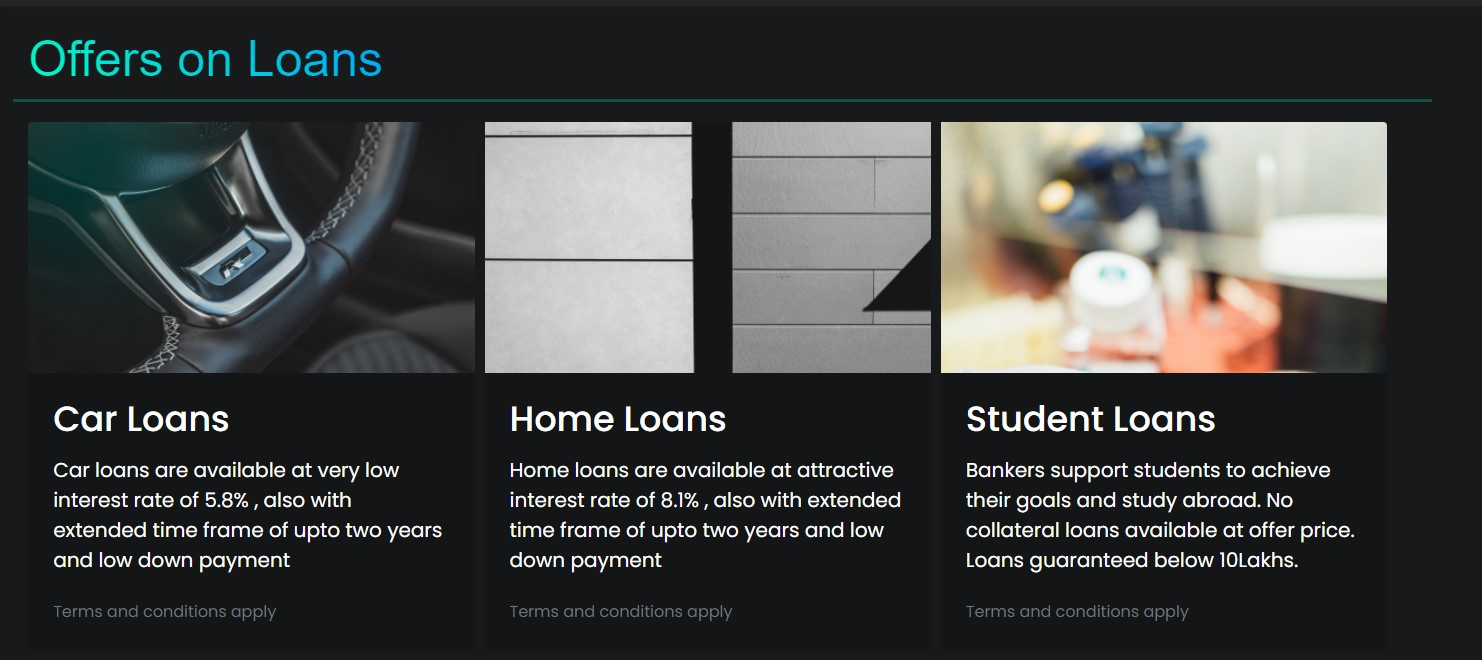 Offers on Loans
Car Loans
Car loans are available at very low
interest rate of 5.8% , also with
extended time frame of upto two years
and low down payment
Terms and conditions apply
Home Loans
Home loans are available at attractive
interest rate of 8.1% , also with extended
time frame of upto two years and low
down payment
Terms and conditions apply
Student Loans
Bankers support students to achieve
their goals and study abroad. No
collateral loans available at offer price.
Loans guaranteed below 10Lakhs.
Terms and conditions apply